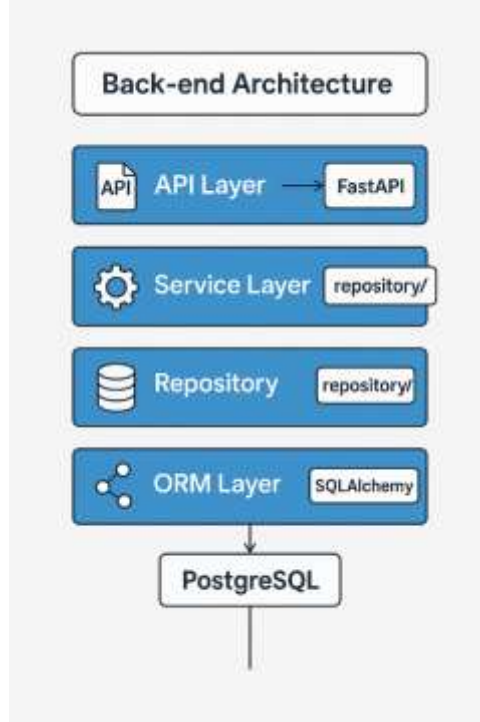 Back-end Architecture
API API Layer FastAPI
Service Layer repository/
Repository repository/
ORM Layer SQLAlchemy
PostgreSQL